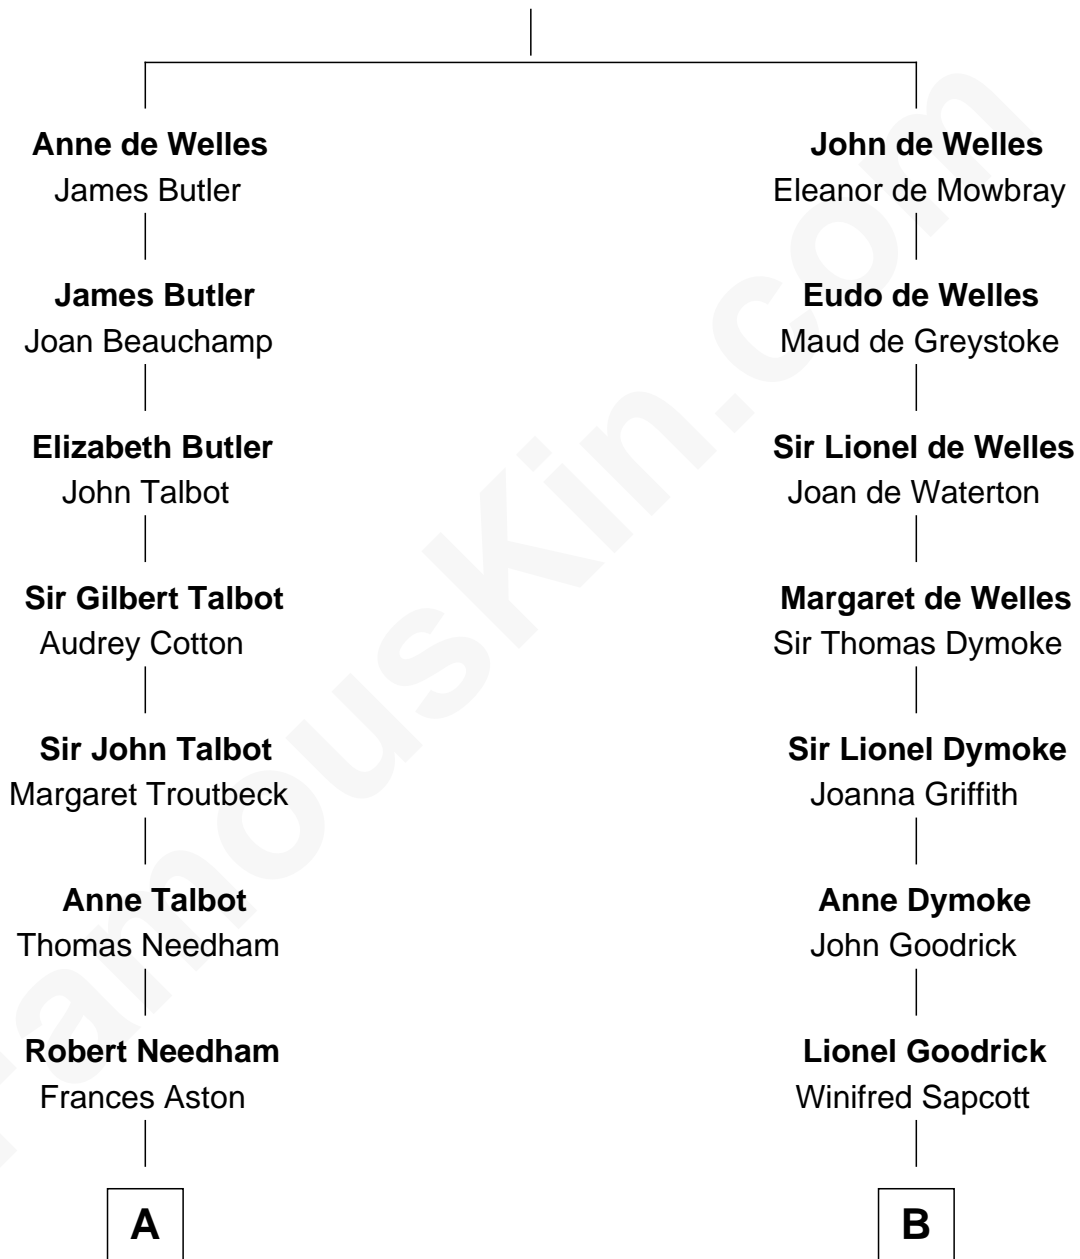 Anne de Welles
James Butler
James Butler
Joan Beauchamp
Elizabeth Butler
John Talbot
Sir Gilbert Talbot
Audrey Cotton
Sir John Talbot
Margaret Troutbeck
Anne Talbot
Thomas Needham
Robert Needham
Frances Aston
A
John de Welles
Eleanor de Mowbray
Eudo de Welles
Maud de Greystoke
Sir Lionel de Welles
Joan de Waterton
Margaret de Welles
Sir Thomas Dymoke
Sir Lionel Dymoke
Joanna Griffith
Anne Dymoke
John Goodrick
Lionel Goodrick
Winifred Sapcott
B
FamousKin.com